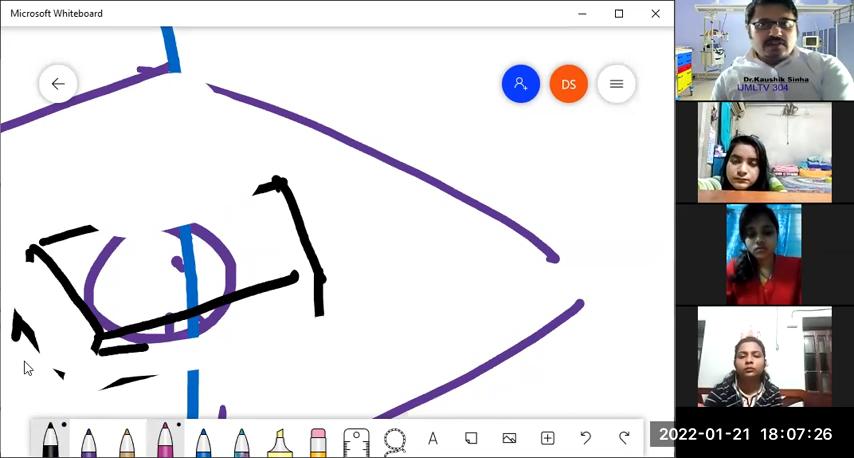 Microsoft Whiteboard
DS
Dr.Kaushik Sinha
UMLTV 304
A
2022-01-21 18:07:26